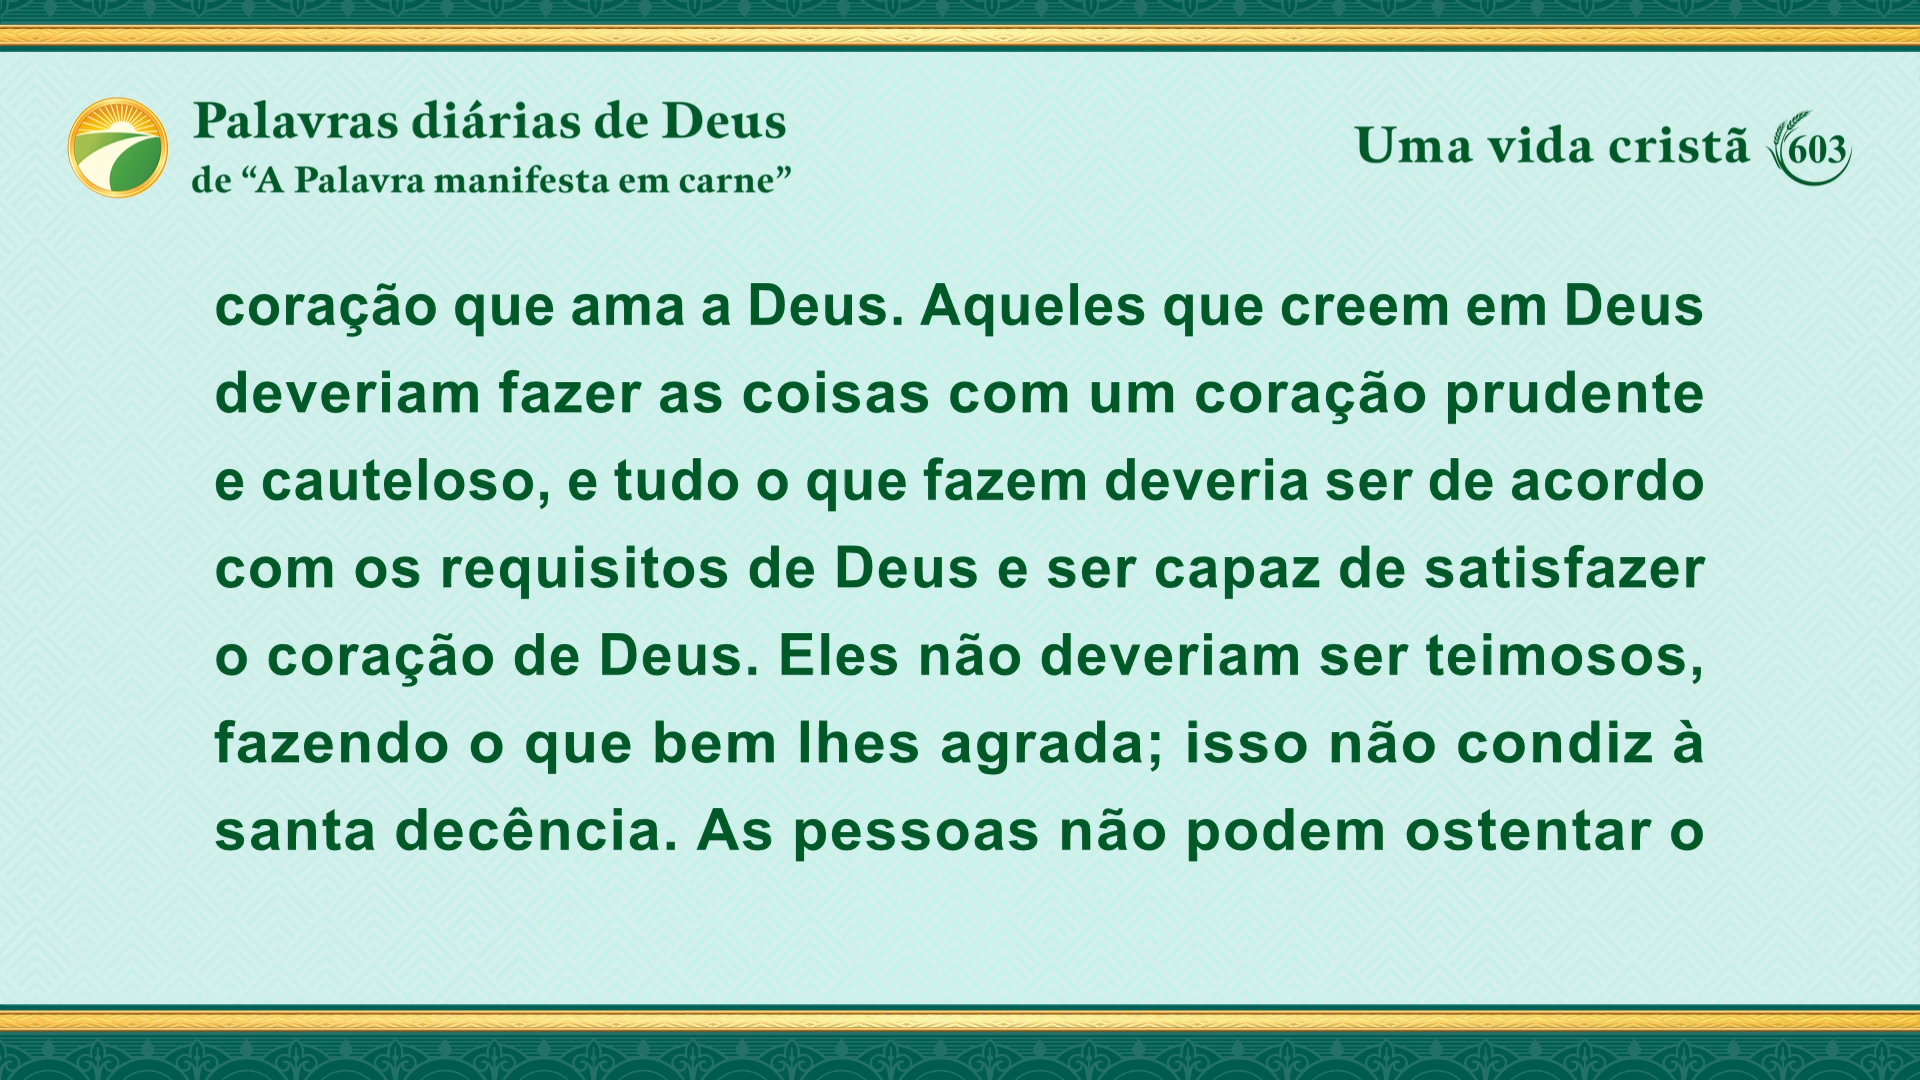 Palavras diárias de Deus
de “A Palavra manifesta em carne”
Uma vida cristã 603
coração que ama a Deus. Aqueles que creem em Deus
deveriam fazer as coisas com um coração prudente
e cauteloso, e tudo o que fazem deveria ser de acordo
com os requisitos de Deus e ser capaz de satisfazer
o coração de Deus. Eles não deveriam ser teimosos,
fazendo o que bem lhes agrada; isso não condiz à
santa decência. As pessoas não podem ostentar o